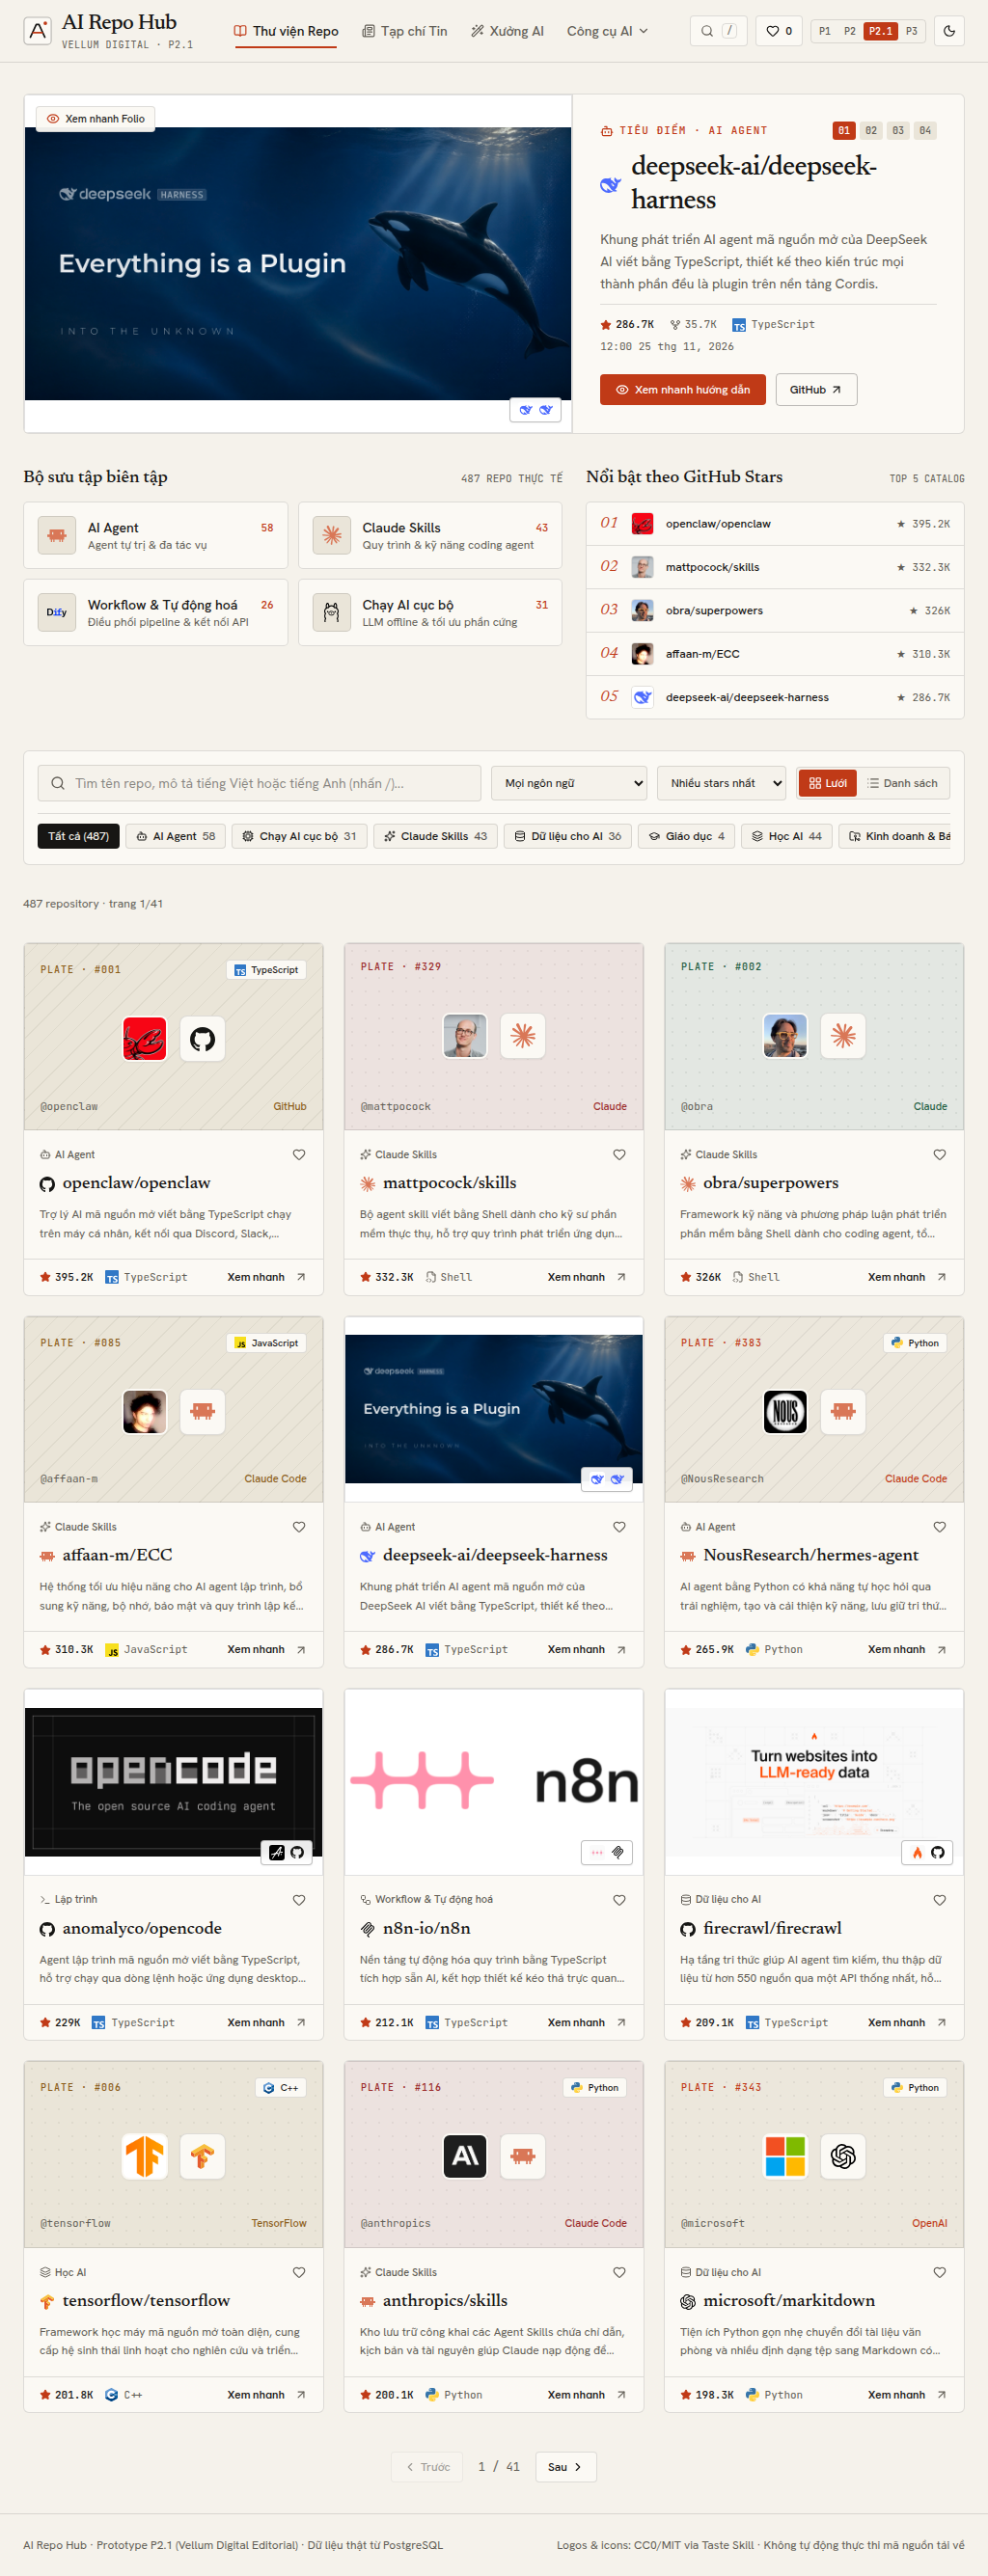 AI Repo Hub
VELLUM DIGITAL · P2.1
Thư viện Repo
Tạp chí Tin
Xưởng AI
Công cụ AI
/
0
P1 P2 P2.1 P3
Xem nhanh Folio
deepseek HARNESS
Everything is a Plugin
INTO THE UNKNOWN
TIÊU ĐIỂM · AI AGENT
01 02 03 04
deepseek-ai/deepseek-
harness
Khung phát triển AI agent mã nguồn mở của DeepSeek
AI viết bằng TypeScript, thiết kế theo kiến trúc mọi
thành phần đều là plugin trên nền tảng Cordis.
286.7K 35.7K TypeScript
12:00 25 thg 11, 2026
Xem nhanh hướng dẫn
GitHub
Bộ sưu tập biên tập
487 REPO THỰC TẾ
AI Agent 58
Agent tự trị & đa tác vụ
Claude Skills 43
Quy trình & kỹ năng coding agent
Dify
Workflow & Tự động hoá 26
Điều phối pipeline & kết nối API
Chạy AI cục bộ 31
LLM offline & tối ưu phần cứng
Nổi bật theo GitHub Stars
TOP 5 CATALOG
01 openclaw/openclaw ★ 395.2K
02 mattpocock/skills ★ 332.3K
03 obra/superpowers ★ 326K
04 affaan-m/ECC ★ 310.3K
05 deepseek-ai/deepseek-harness ★ 286.7K
Tìm tên repo, mô tả tiếng Việt hoặc tiếng Anh (nhấn /)...
Mọi ngôn ngữ
Nhiều stars nhất
Lưới
Danh sách
Tất cả (487)
AI Agent 58
Chạy AI cục bộ 31
Claude Skills 43
Dữ liệu cho AI 36
Giáo dục 4
Học AI 44
Kinh doanh & Bá
487 repository · trang 1/41
PLATE · #001 TypeScript
@openclaw GitHub
AI Agent
openclaw/openclaw
Trợ lý AI mã nguồn mở viết bằng TypeScript chạy
trên máy cá nhân, kết nối qua Discord, Slack,...
395.2K TypeScript Xem nhanh
PLATE · #329
@mattpocock Claude
Claude Skills
mattpocock/skills
Bộ agent skill viết bằng Shell dành cho kỹ sư phần
mềm thực thụ, hỗ trợ quy trình phát triển ứng dụn...
332.3K Shell Xem nhanh
PLATE · #002
@obra Claude
Claude Skills
obra/superpowers
Framework kỹ năng và phương pháp luận phát triển
phần mềm bằng Shell dành cho coding agent, tố...
326K Shell Xem nhanh
PLATE · #085 JavaScript
@affaan-m Claude Code
Claude Skills
affaan-m/ECC
Hệ thống tối ưu hiệu năng cho AI agent lập trình, bổ
sung kỹ năng, bộ nhớ, bảo mật và quy trình lập kế...
310.3K JavaScript Xem nhanh
deepseek HARNESS
Everything is a Plugin
INTO THE UNKNOWN
AI Agent
deepseek-ai/deepseek-harness
Khung phát triển AI agent mã nguồn mở của
DeepSeek AI viết bằng TypeScript, thiết kế theo...
286.7K TypeScript Xem nhanh
PLATE · #383 Python
NOUS
@NousResearch Claude Code
AI Agent
NousResearch/hermes-agent
AI agent bằng Python có khả năng tự học hỏi qua
trải nghiệm, tạo và cải thiện kỹ năng, lưu giữ tri thứ...
265.9K Python Xem nhanh
opencode
The open source AI coding agent
Lập trình
anomalyco/opencode
Agent lập trình mã nguồn mở viết bằng TypeScript,
hỗ trợ chạy qua dòng lệnh hoặc ứng dụng desktop...
229K TypeScript Xem nhanh
n8n
Workflow & Tự động hoá
n8n-io/n8n
Nền tảng tự động hóa quy trình bằng TypeScript
tích hợp sẵn AI, kết hợp thiết kế kéo thả trực quan...
212.1K TypeScript Xem nhanh
Turn websites into
LLM-ready data
Dữ liệu cho AI
firecrawl/firecrawl
Hạ tầng tri thức giúp AI agent tìm kiếm, thu thập dữ
liệu từ hơn 550 nguồn qua một API thống nhất, hỗ...
209.1K TypeScript Xem nhanh
PLATE · #006 C++
@tensorflow TensorFlow
Học AI
tensorflow/tensorflow
Framework học máy mã nguồn mở toàn diện, cung
cấp hệ sinh thái linh hoạt cho nghiên cứu và triển...
201.8K C++ Xem nhanh
PLATE · #116 Python
@anthropics Claude Code
Claude Skills
anthropics/skills
Kho lưu trữ công khai các Agent Skills chứa chỉ dẫn,
kịch bản và tài nguyên giúp Claude nạp động để...
200.1K Python Xem nhanh
PLATE · #343 Python
@microsoft OpenAI
Dữ liệu cho AI
microsoft/markitdown
Tiện ích Python gọn nhẹ chuyển đổi tài liệu văn
phòng và nhiều định dạng tệp sang Markdown có...
198.3K Python Xem nhanh
Trước
1 / 41
Sau
AI Repo Hub · Prototype P2.1 (Vellum Digital Editorial) · Dữ liệu thật từ PostgreSQL
Logos & icons: CC0/MIT via Taste Skill · Không tự động thực thi mã nguồn tải về